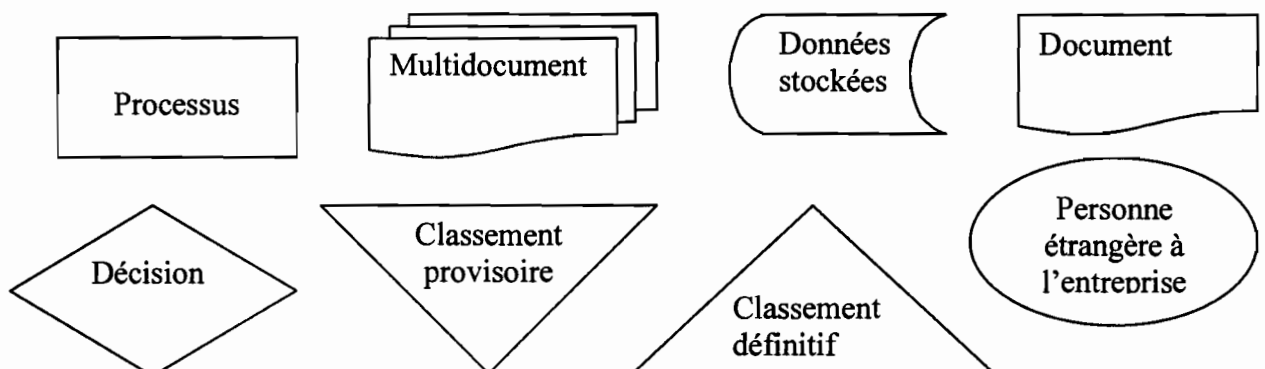 Processus
Multidocument
Données
stockées
Document
Décision
Classement
provisoire
Classement
définitif
Personne
étrangère à
l'entreprise